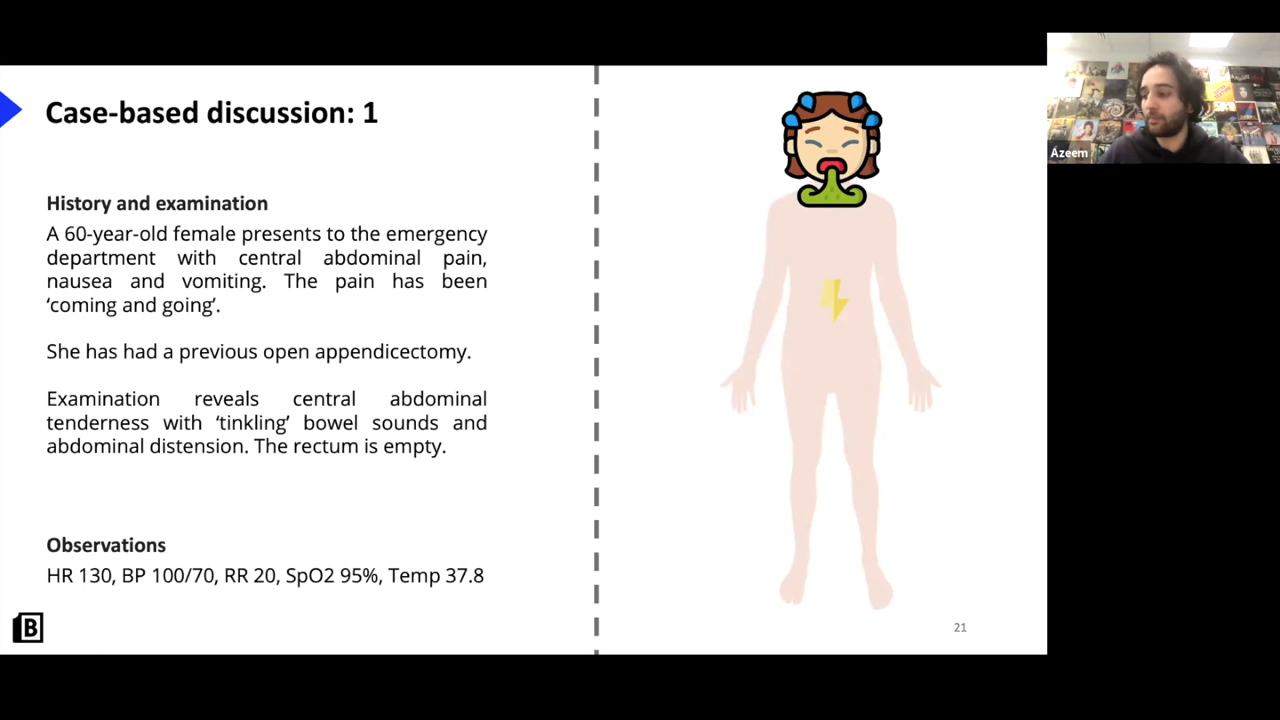 Case-based discussion: 1
Azeem
History and examination
A 60-year-old female presents to the emergency
department with central abdominal pain,
nausea and vomiting. The pain has been
‘coming and going’.
She has had a previous open appendicectomy.
Examination reveals central abdominal
tenderness with ‘tinkling’ bowel sounds and
abdominal distension. The rectum is empty.
Observations
HR 130, BP 100/70, RR 20, SpO2 95%, Temp 37.8
B
21